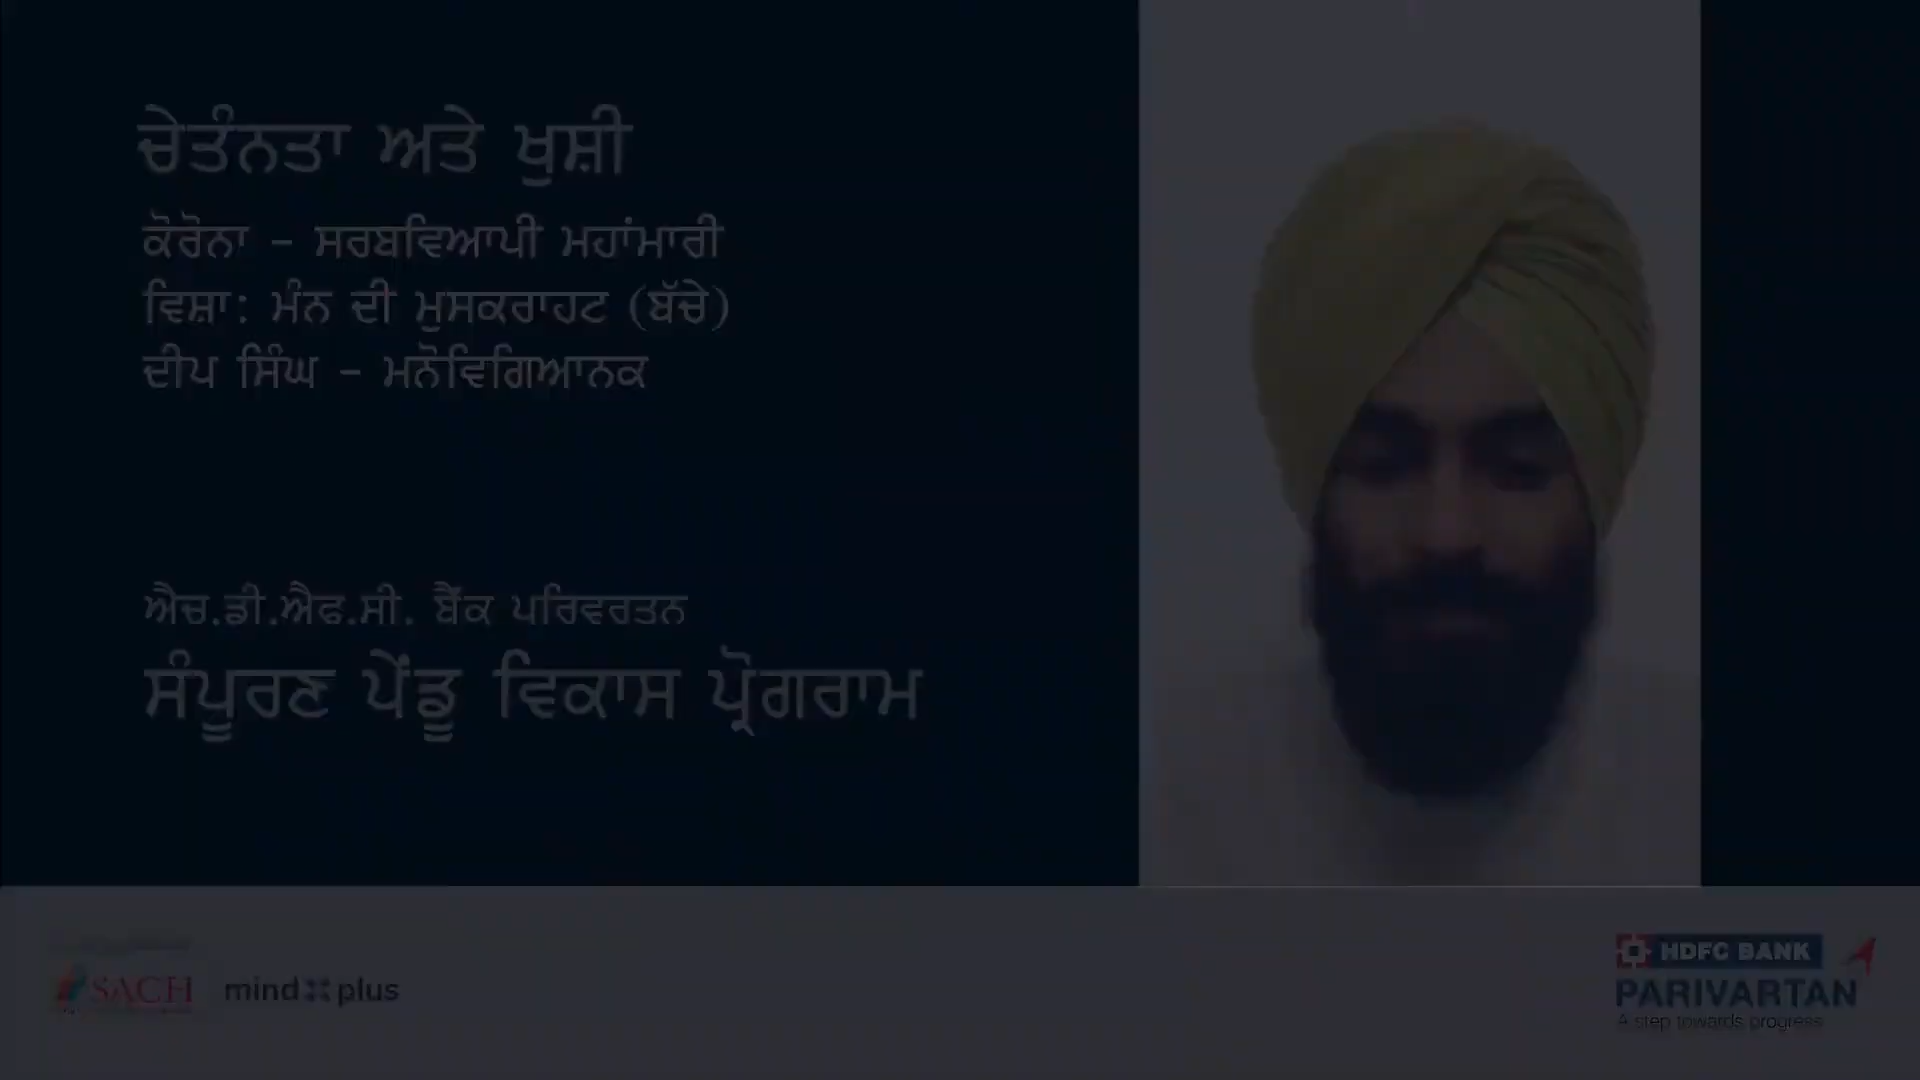 ਚੇਤੰਨਤਾ ਅਤੇ ਖੁਸ਼ੀ
ਕੋਰੋਨਾ - ਸਰਬਵਿਆਪੀ ਮਹਾਂਮਾਰੀ
ਵਿਸ਼ਾ: ਮੰਨ ਦੀ ਮੁਸਕਰਾਹਟ (ਬੱਚੇ)
ਦੀਪ ਸਿੰਘ - ਮਨੋਵਿਗਿਆਨਕ
ਐਚ.ਡੀ.ਐਫ.ਸੀ. ਬੈਂਕ ਪਰਿਵਰਤਨ
ਸੰਪੂਰਣ ਪੇਂਡੂ ਵਿਕਾਸ ਪ੍ਰੋਗਰਾਮ
SACH
mind plus
HDFC BANK
PARIVARTAN
A step towards progress